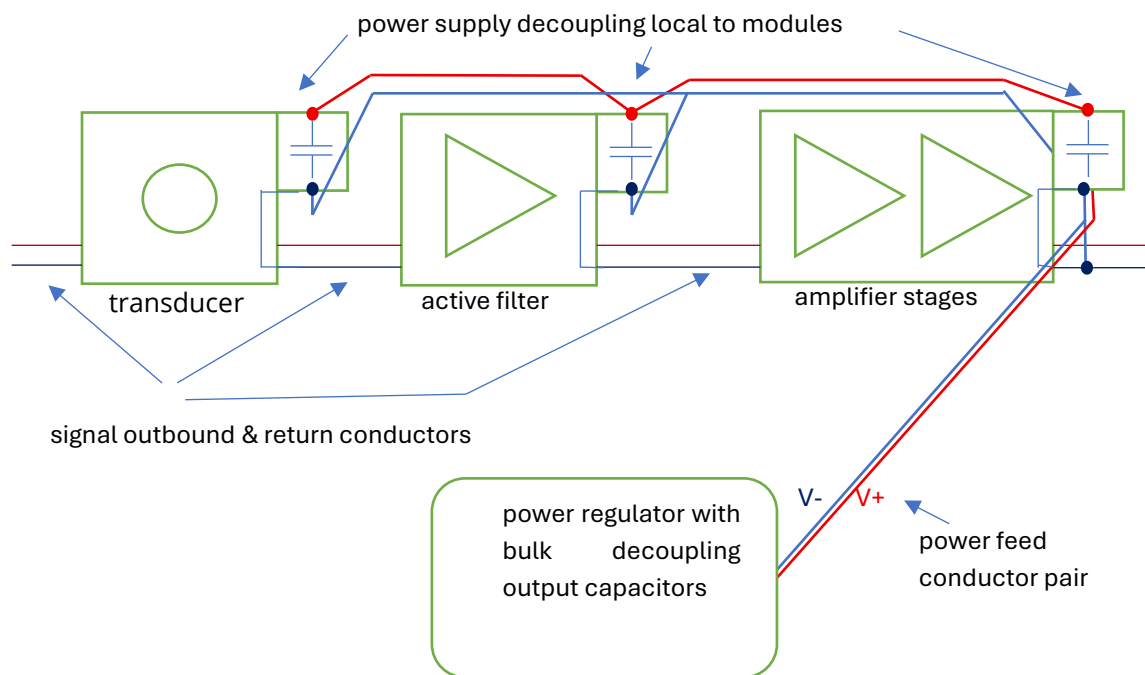 power supply decoupling local to modules
transducer
active filter
amplifier stages
signal outbound & return conductors
V- V+
power regulator with
bulk decoupling
output capacitors
power feed
conductor pair